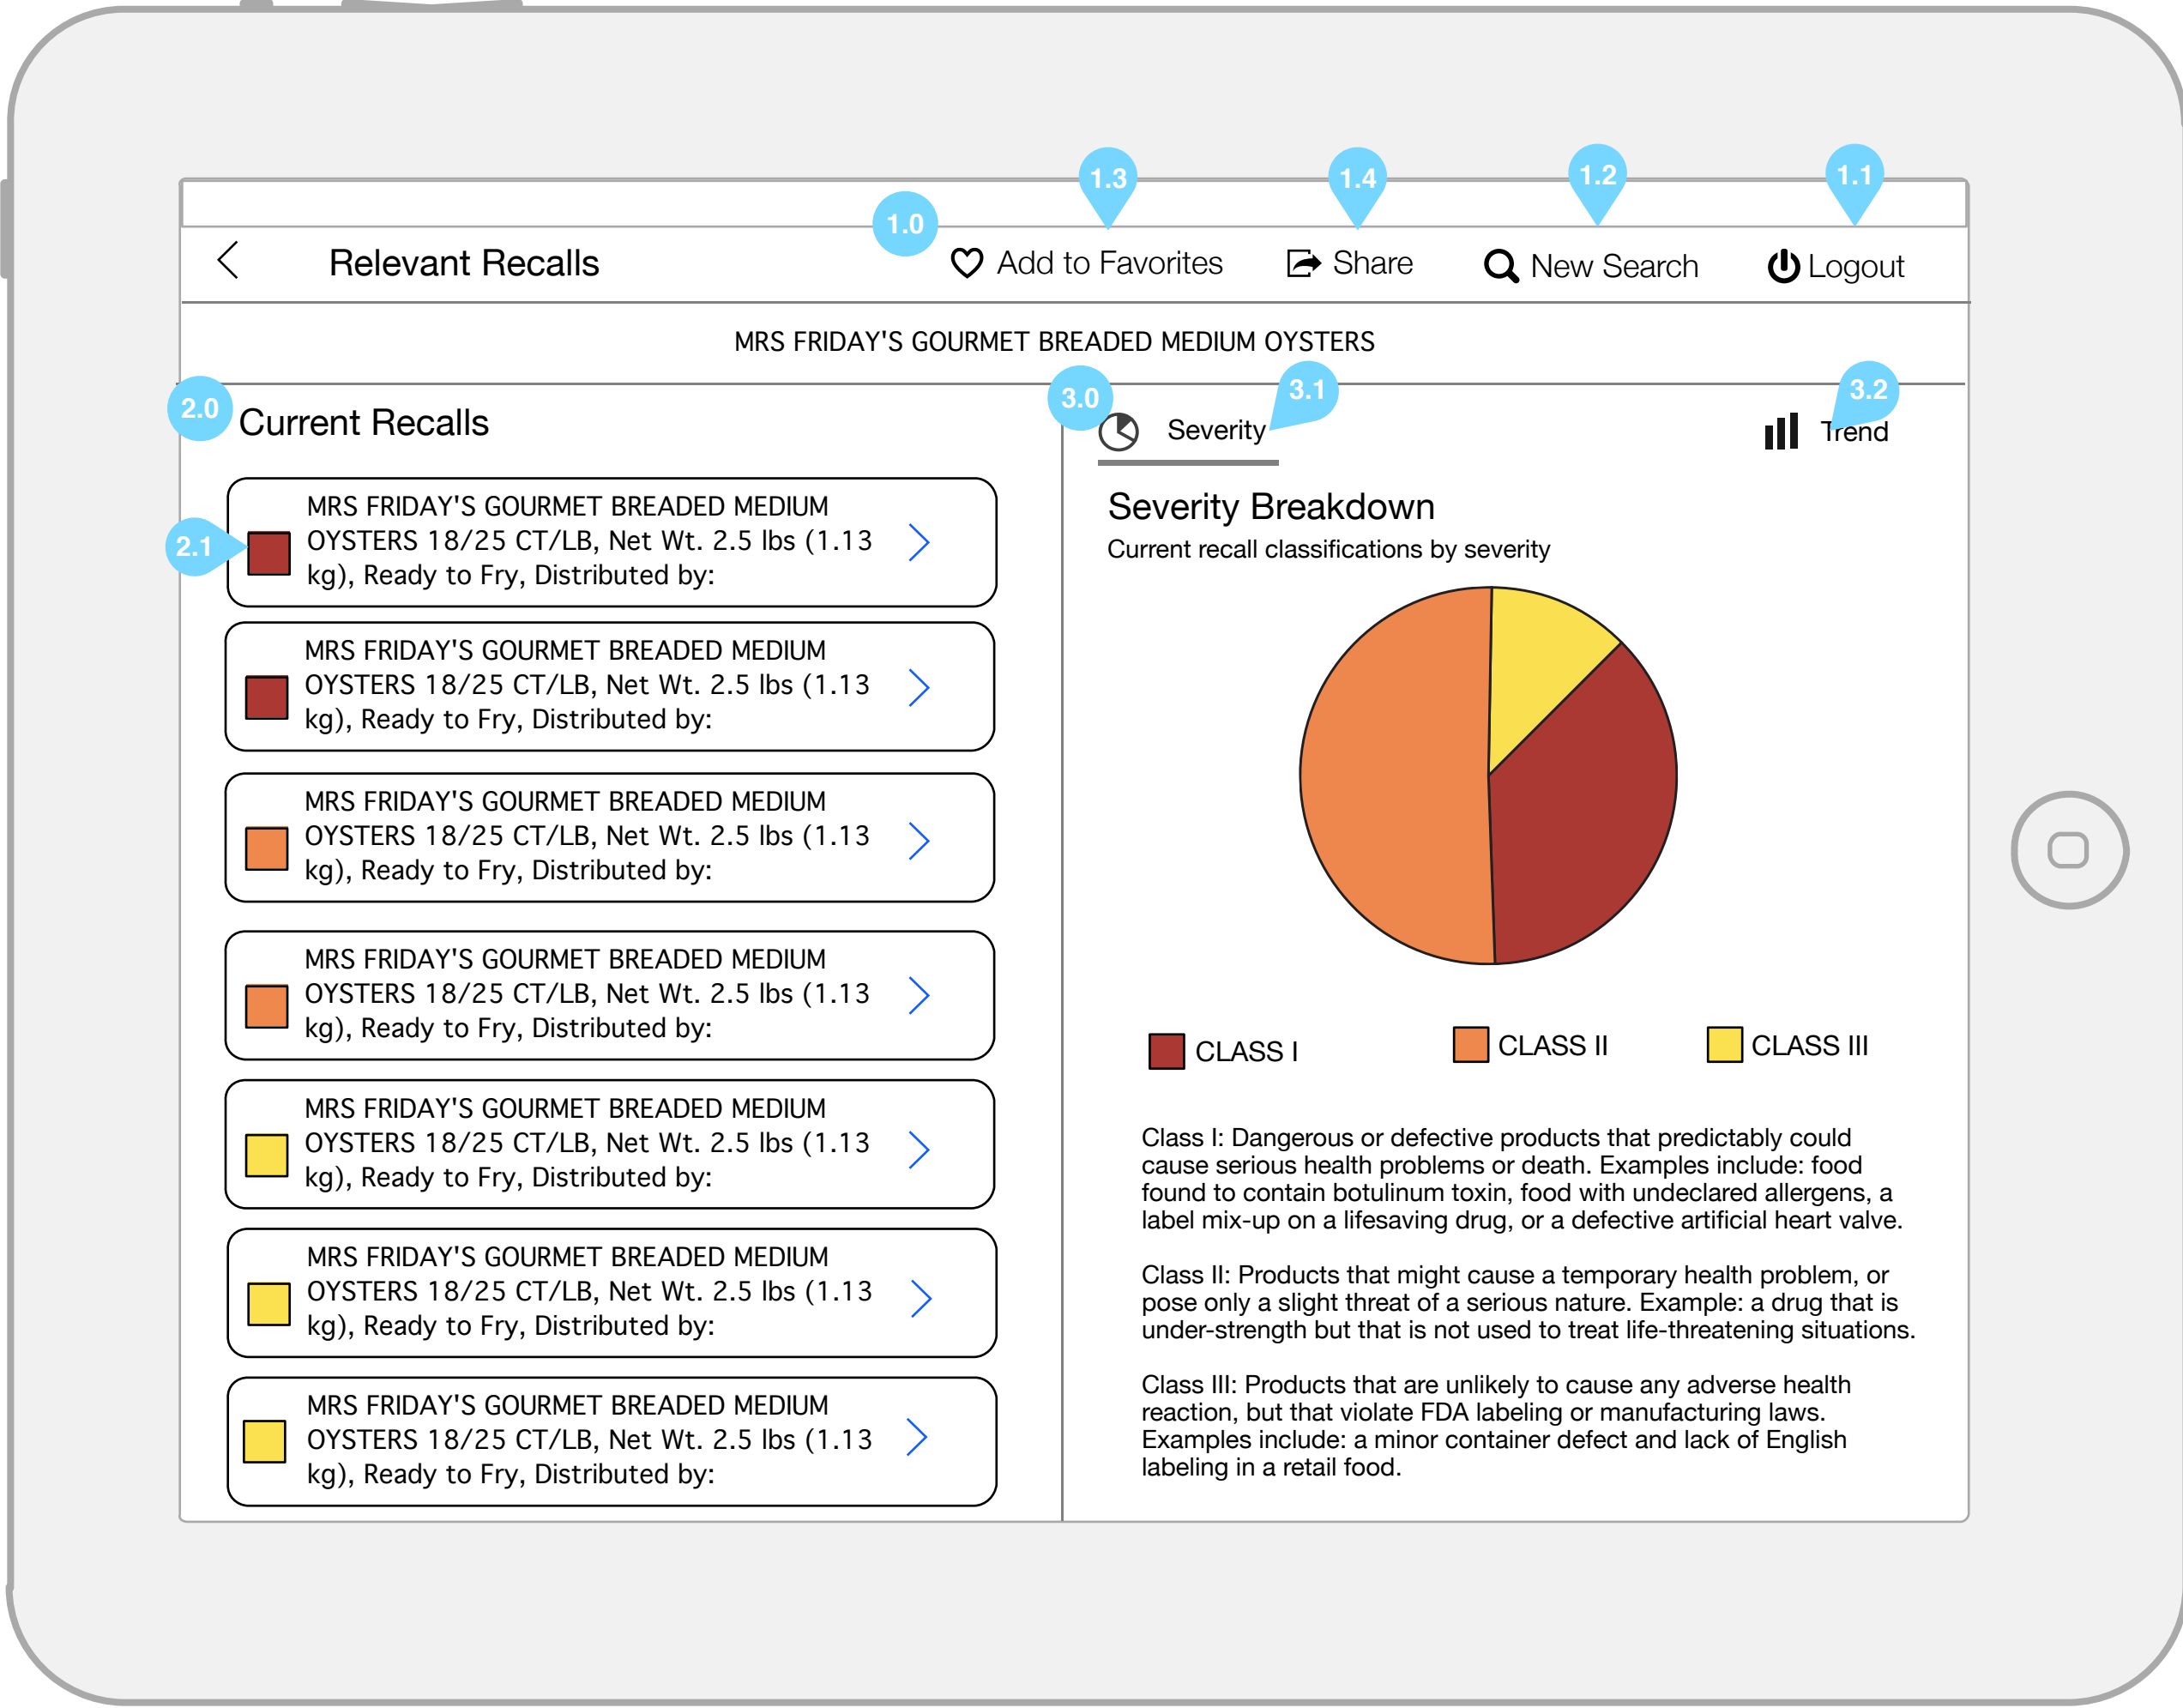 1.3
1.4
1.2
1.1
1.0
Relevant Recalls
Add to Favorites
Share
New Search
Logout
MRS FRIDAY'S GOURMET BREADED MEDIUM OYSTERS
2.0
Current Recalls
2.1
MRS FRIDAY'S GOURMET BREADED MEDIUM
OYSTERS 18/25 CT/LB, Net Wt. 2.5 lbs (1.13
kg), Ready to Fry, Distributed by:
MRS FRIDAY'S GOURMET BREADED MEDIUM
OYSTERS 18/25 CT/LB, Net Wt. 2.5 lbs (1.13
kg), Ready to Fry, Distributed by:
MRS FRIDAY'S GOURMET BREADED MEDIUM
OYSTERS 18/25 CT/LB, Net Wt. 2.5 lbs (1.13
kg), Ready to Fry, Distributed by:
MRS FRIDAY'S GOURMET BREADED MEDIUM
OYSTERS 18/25 CT/LB, Net Wt. 2.5 lbs (1.13
kg), Ready to Fry, Distributed by:
MRS FRIDAY'S GOURMET BREADED MEDIUM
OYSTERS 18/25 CT/LB, Net Wt. 2.5 lbs (1.13
kg), Ready to Fry, Distributed by:
MRS FRIDAY'S GOURMET BREADED MEDIUM
OYSTERS 18/25 CT/LB, Net Wt. 2.5 lbs (1.13
kg), Ready to Fry, Distributed by:
MRS FRIDAY'S GOURMET BREADED MEDIUM
OYSTERS 18/25 CT/LB, Net Wt. 2.5 lbs (1.13
kg), Ready to Fry, Distributed by:
3.0
3.1
3.2
Severity
Trend
Severity Breakdown
Current recall classifications by severity
CLASS I
CLASS II
CLASS III
Class I: Dangerous or defective products that predictably could
cause serious health problems or death. Examples include: food
found to contain botulinum toxin, food with undeclared allergens, a
label mix-up on a lifesaving drug, or a defective artificial heart valve.
Class II: Products that might cause a temporary health problem, or
pose only a slight threat of a serious nature. Example: a drug that is
under-strength but that is not used to treat life-threatening situations.
Class III: Products that are unlikely to cause any adverse health
reaction, but that violate FDA labeling or manufacturing laws.
Examples include: a minor container defect and lack of English
labeling in a retail food.